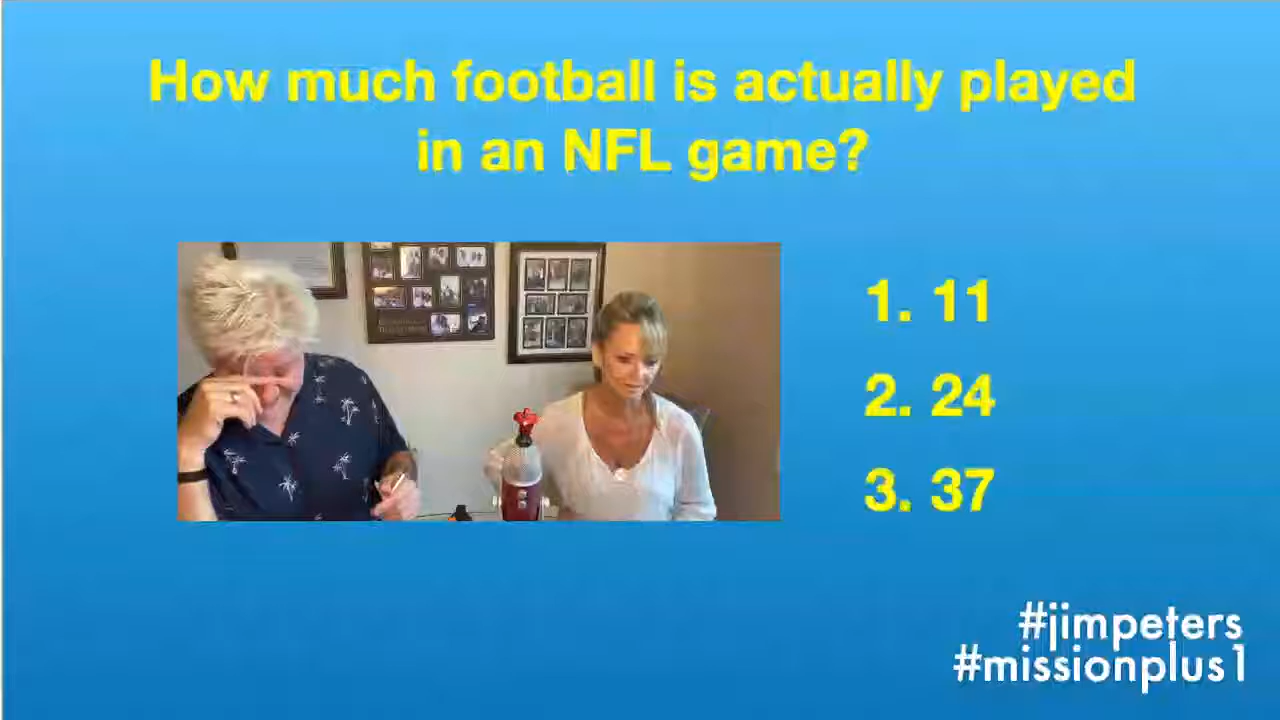 How much football is actually played
in an NFL game?
1. 11
2. 24
3. 37
#jimpeters
#missionplus1